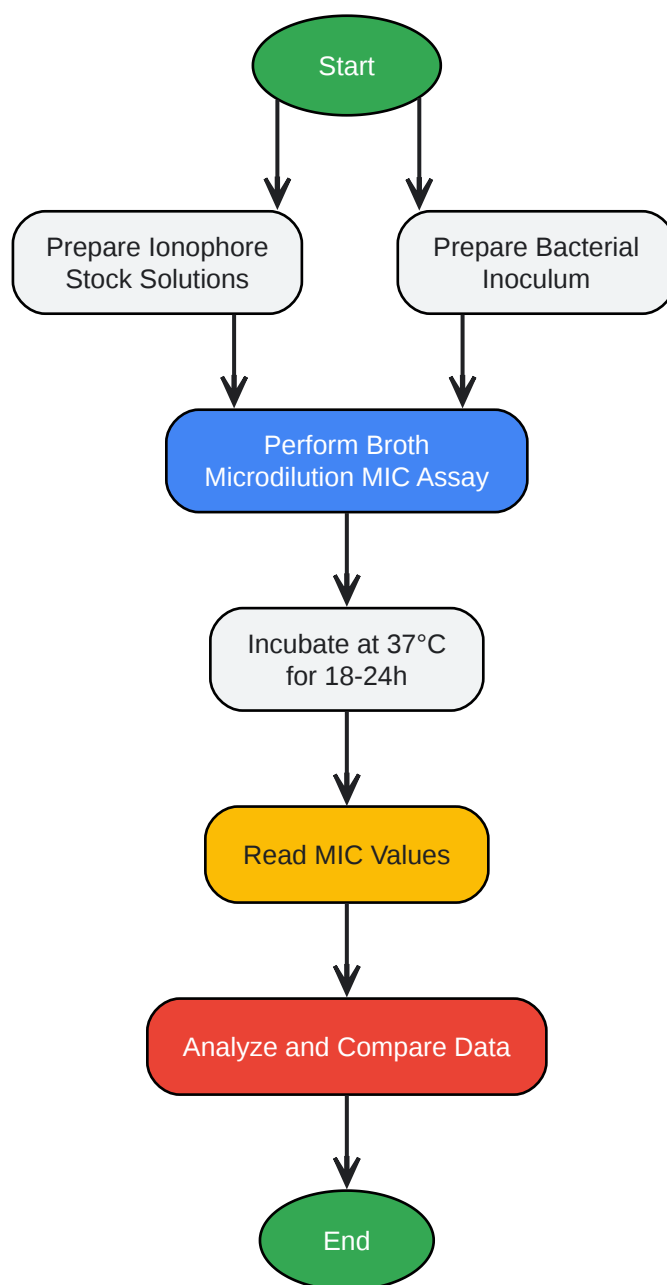 Start
Prepare Ionophore
Stock Solutions
Prepare Bacterial
Inoculum
Perform Broth
Microdilution MIC Assay
Incubate at 37°C
for 18-24h
Read MIC Values
Analyze and Compare Data
End